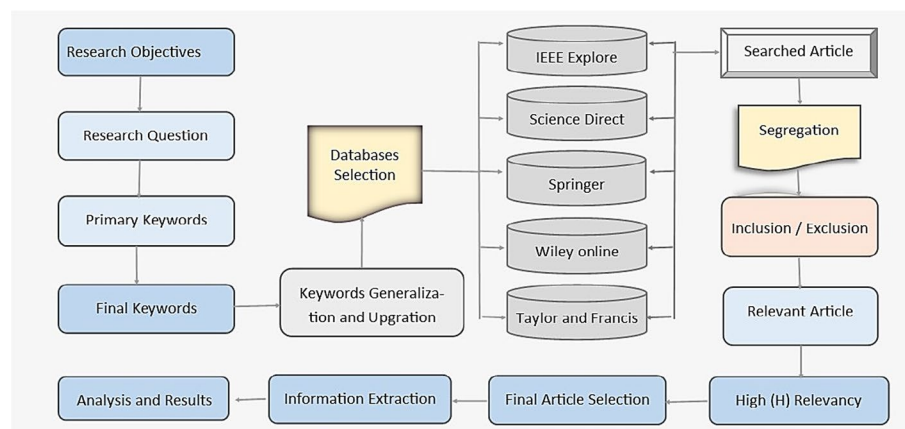 Research Objectives
Research Question
Primary Keywords
Final Keywords
Keywords Generaliza-
tion and Upgration
Databases
Selection
IEEE Explore
Science Direct
Springer
Wiley online
Taylor and Francis
Searched Article
Segregation
Inclusion / Exclusion
Relevant Article
High (H) Relevancy
Final Article Selection
Information Extraction
Analysis and Results